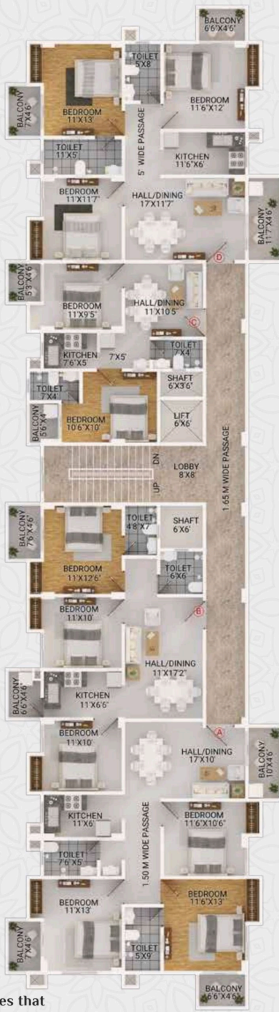 BALCONY
6'6"X4'6"
BEDROOM
11'X13'
TOILET
5'X8'
BEDROOM
11'6"X12'
BALCONY
7'X4'6"
TOILET
11'X5'
5' WIDE PASSAGE
KITCHEN
11'6"X6'
BEDROOM
11'X11'7"
HALL/DINING
17'X11'7"
BALCONY
11'7"X4'6"
D
BALCONY
5'3"X4'6"
BEDROOM
11'X9'5"
HALL/DINING
11'X10'5"
C
KITCHEN
7'6"X5'
7'X5'
TOILET
7'X4'
TOILET
7'X4'
SHAFT
6'X3'6"
BALCONY
5'6"X4'
BEDROOM
10'6"X10'
LIFT
6'X6'
DN
UP
LOBBY
8'X8'
1.65 M WIDE PASSAGE
BALCONY
7'6"X4'6"
BEDROOM
11'X12'6"
TOILET
4'8"X7'
SHAFT
6'X6'
TOILET
6'X6'
BEDROOM
11'X10'
B
HALL/DINING
11'X17'2"
BALCONY
6'6"X4'6"
KITCHEN
11'X6'6"
BEDROOM
11'X10'
A
HALL/DINING
17'X10'
BALCONY
10'X4'6"
KITCHEN
11'X6'
1.50 M WIDE PASSAGE
BEDROOM
11'6"X10'6"
TOILET
7'6"X5'
BEDROOM
11'X13'
BEDROOM
11'6"X13'
BALCONY
7'X4'6"
TOILET
5'X9'
BALCONY
6'6"X4'6"
es that